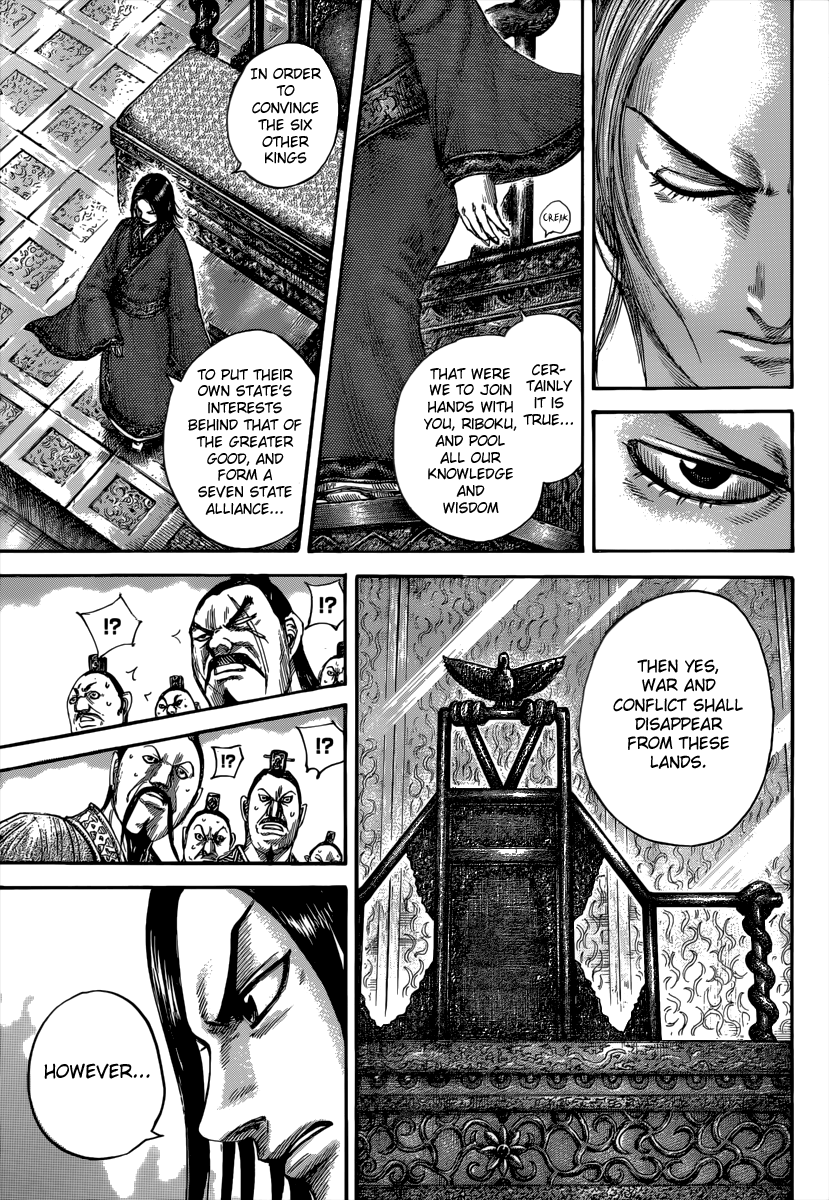 CREAK
CER-
TAINLY
IT IS
TRUE...
THAT WERE
WE TO JOIN
HANDS WITH
YOU, RIBOKU,
AND POOL
ALL OUR
KNOWLEDGE
AND
WISDOM
IN ORDER
TO
CONVINCE
THE SIX
OTHER
KINGS
TO PUT THEIR
OWN STATE'S
INTERESTS
BEHIND THAT OF
THE GREATER
GOOD, AND
FORM A
SEVEN STATE
ALLIANCE...
THEN YES,
WAR AND
CONFLICT SHALL
DISAPPEAR
FROM THESE
LANDS.
!?
!?
!?
!?
HOWEVER...